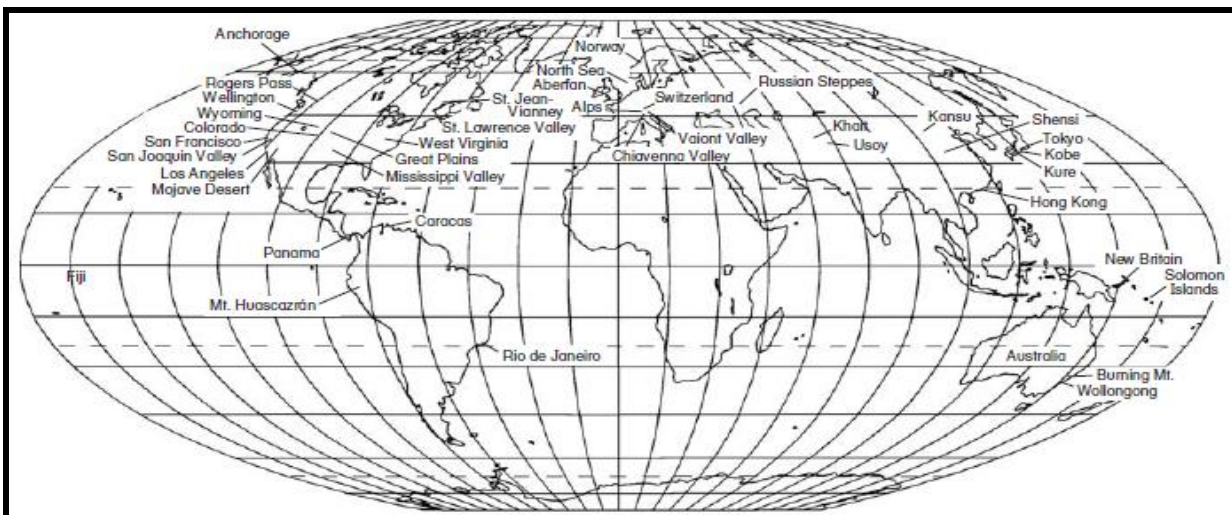 Anchorage
Norway
North Sea
Aberfan
Rogers Pass
Wellington
Wyoming
Colorado
San Francisco
San Joaquin Valley
Los Angeles
Mojave Desert
St. Jean-
Vianney
St. Lawrence Valley
West Virginia
Great Plains
Mississippi Valley
Alps
Switzerland
Russian Steppes
Vaiont Valley
Chiavenna Valley
Khait
Usoy
Kansu
Shensi
Tokyo
Kobe
Kure
Hong Kong
Caracas
Panama
Fiji
Mt. Huascazrán
New Britain
Solomon
Islands
Rio de Janeiro
Australia
Burning Mt.
Wollongong